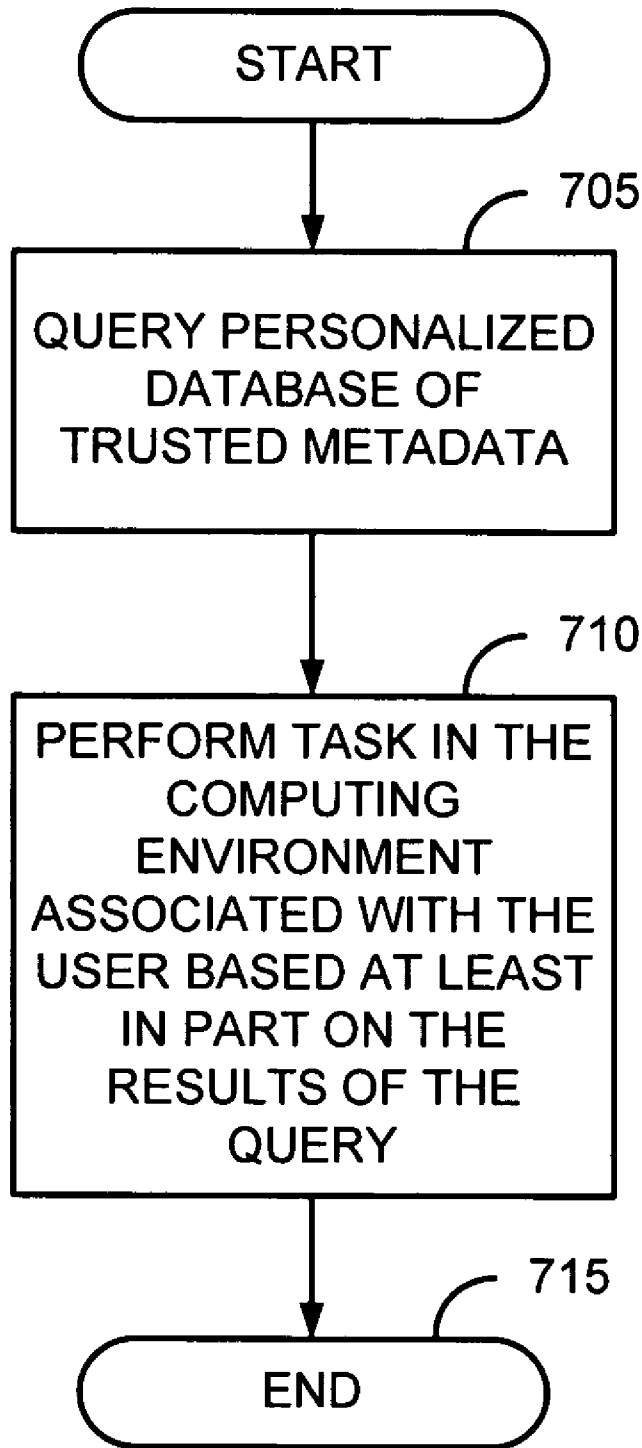 START
705
QUERY PERSONALIZED
DATABASE OF
TRUSTED METADATA
710
PERFORM TASK IN THE
COMPUTING
ENVIRONMENT
ASSOCIATED WITH THE
USER BASED AT LEAST
IN PART ON THE
RESULTS OF THE
QUERY
715
END